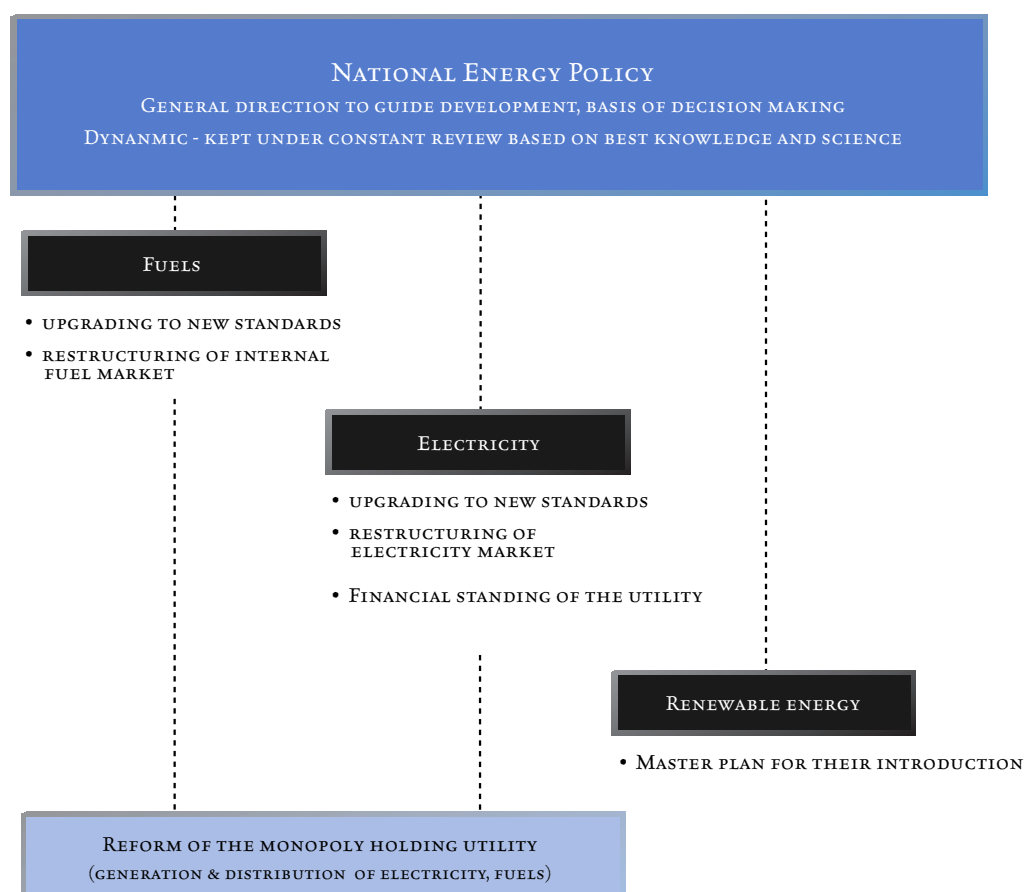 National Energy Policy
General direction to guide development, basis of decision making
Dynanmic - kept under constant review based on best knowledge and science
Fuels
• upgrading to new standards
• restructuring of internal
fuel market
Electricity
• upgrading to new standards
• restructuring of
electricity market
• Financial standing of the utility
Renewable energy
• Master plan for their introduction
Reform of the monopoly holding utility
(generation & distribution of electricity, fuels)